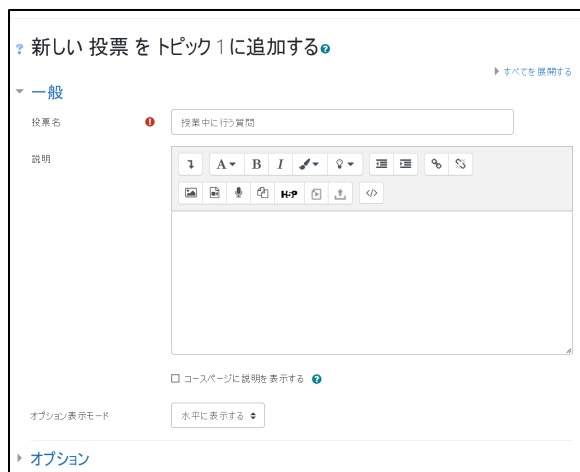 新しい 投票 を トピック 1 に追加する
すべてを展開する
一般
投票名
授業中に行う質問
説明
A B I
H5P </>
コースページに説明を表示する
オプション表示モード
水平に表示する
オプション